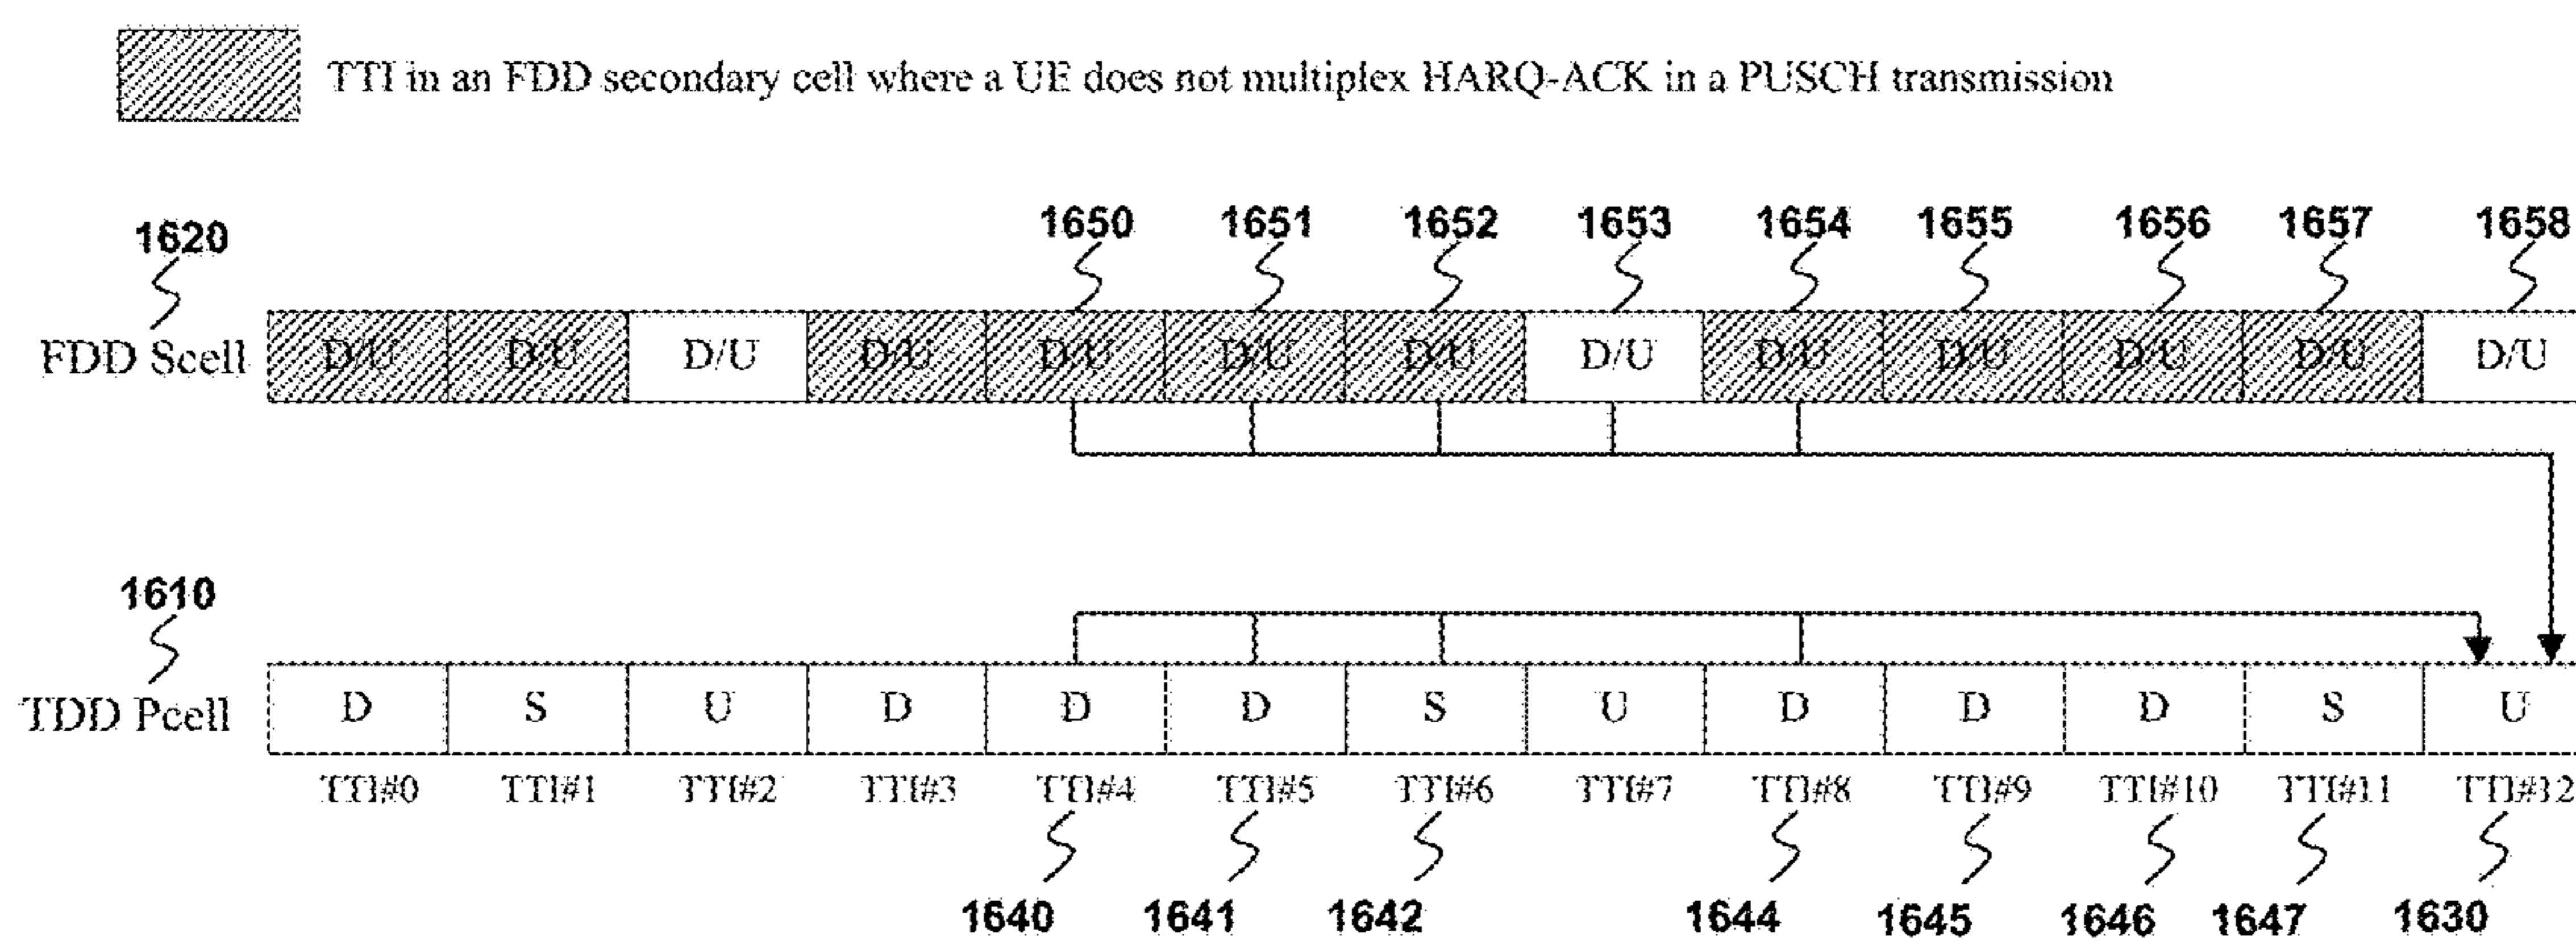 TTI in an FDD secondary cell where a UE does not multiplex HARQ-ACK in a PUSCH transmission
1620 1650 1651 1652 1653 1654 1655 1656 1657 1658
FDD Scell D/U D/U D/U D/U D/U D/U D/U D/U D/U D/U D/U D/U D/U
1610
TDD Pcell D S U D D D S U D D D S U
TTI#0 TTI#1 TTI#2 TTI#3 TTI#4 TTI#5 TTI#6 TTI#7 TTI#8 TTI#9 TTI#10 TTI#11 TTI#12
1640 1641 1642 1644 1645 1646 1647 1630